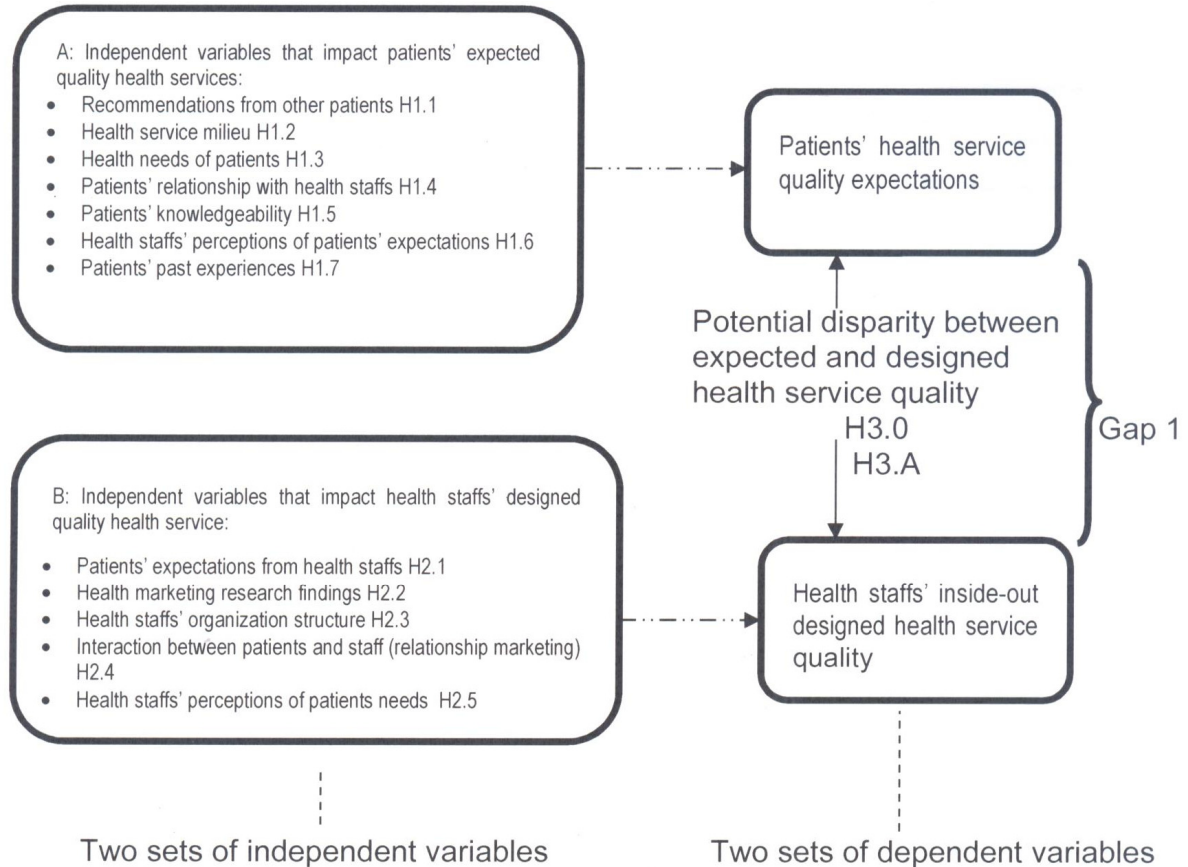 A: Independent variables that impact patients' expected
quality health services:
• Recommendations from other patients H1.1
• Health service milieu H1.2
• Health needs of patients H1.3
• Patients' relationship with health staffs H1.4
• Patients' knowledgeability H1.5
• Health staffs' perceptions of patients' expectations H1.6
• Patients' past experiences H1.7
Patients' health service
quality expectations
Potential disparity between
expected and designed
health service quality
H3.0
H3.A
Gap 1
B: Independent variables that impact health staffs' designed
quality health service:
• Patients' expectations from health staffs H2.1
• Health marketing research findings H2.2
• Health staffs' organization structure H2.3
• Interaction between patients and staff (relationship marketing)
H2.4
• Health staffs' perceptions of patients needs H2.5
Health staffs' inside-out
designed health service
quality
Two sets of independent variables
Two sets of dependent variables